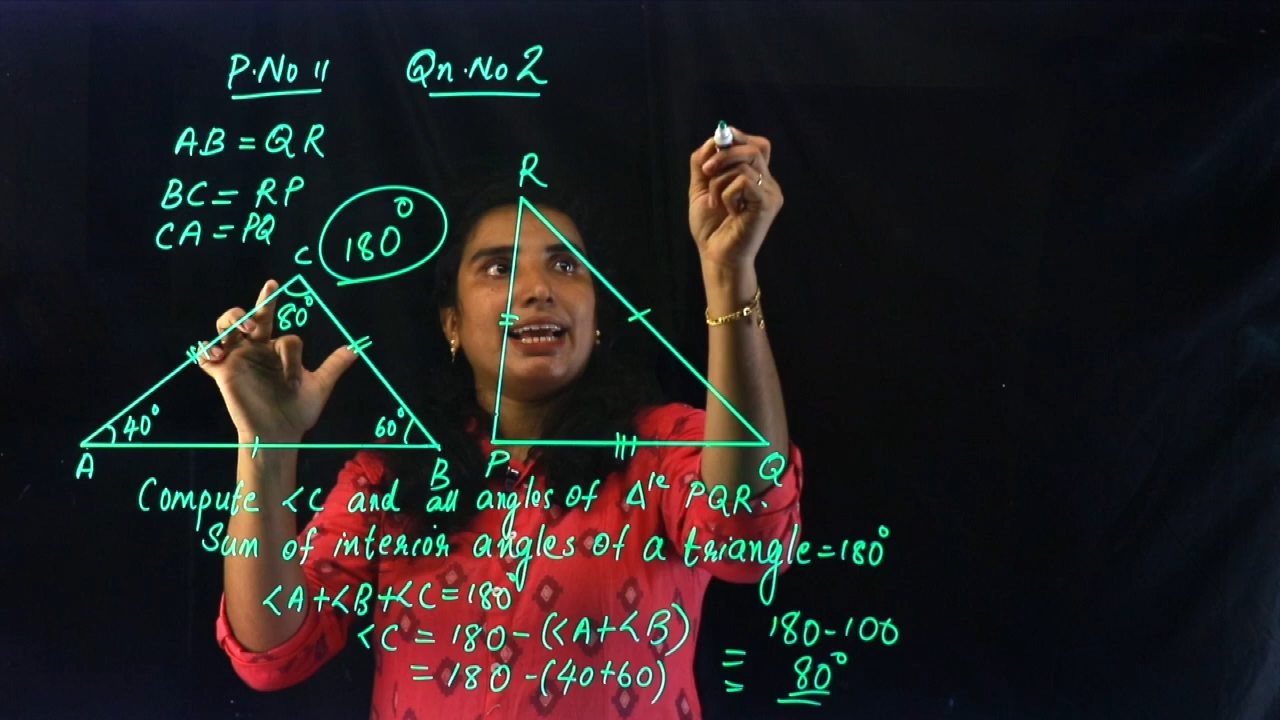 P.No 11 Qn.No 2
AB = QR
BC = RP
CA = PQ
180°
C
80°
40°
60°
A
B
R
P
Q
Compute <C and all angles of Δle PQR.
Sum of interior angles of a triangle = 180°
<A+<B+<C = 180°
<C = 180 - (<A+<B)
= 180 - (40+60)
= 180-100
= 80°